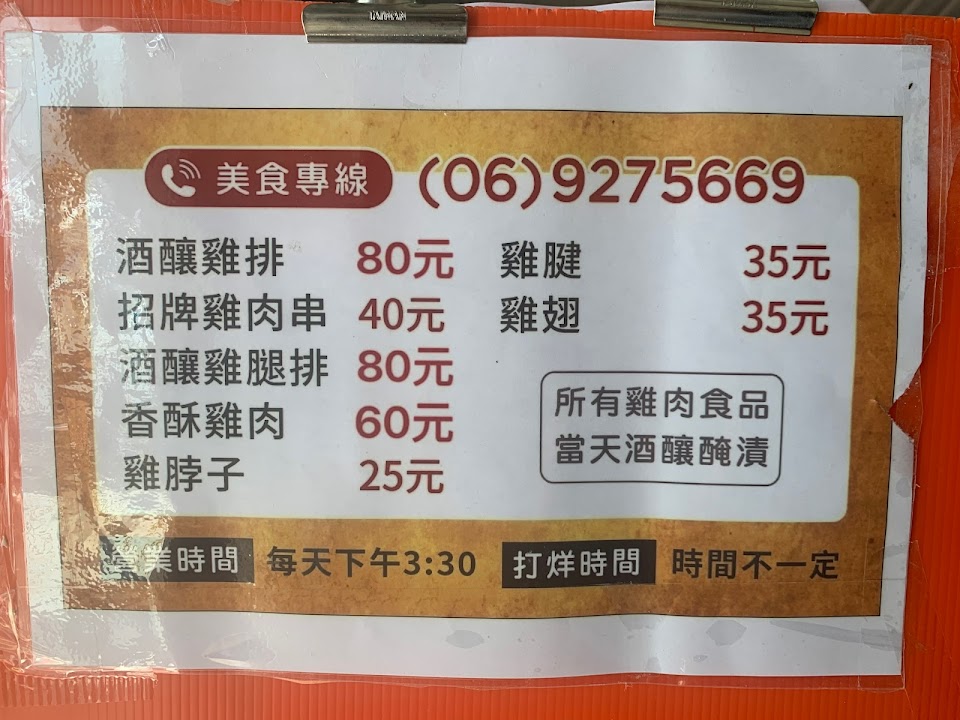 美食專線 (06)9275669
酒釀雞排 80元
招牌雞肉串 40元
酒釀雞腿排 80元
香酥雞肉 60元
雞脖子 25元
雞腱 35元
雞翅 35元
所有雞肉食品
當天酒釀醃漬
營業時間 每天下午3:30 打烊時間 時間不一定